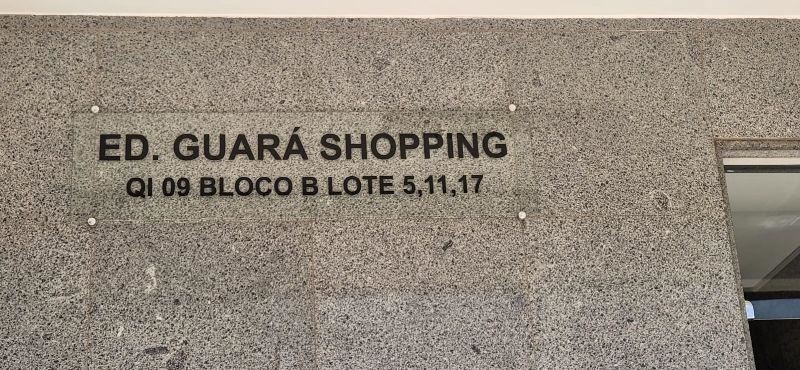 ED. GUARÁ SHOPPING
QI 09 BLOCO B LOTE 5,11,17